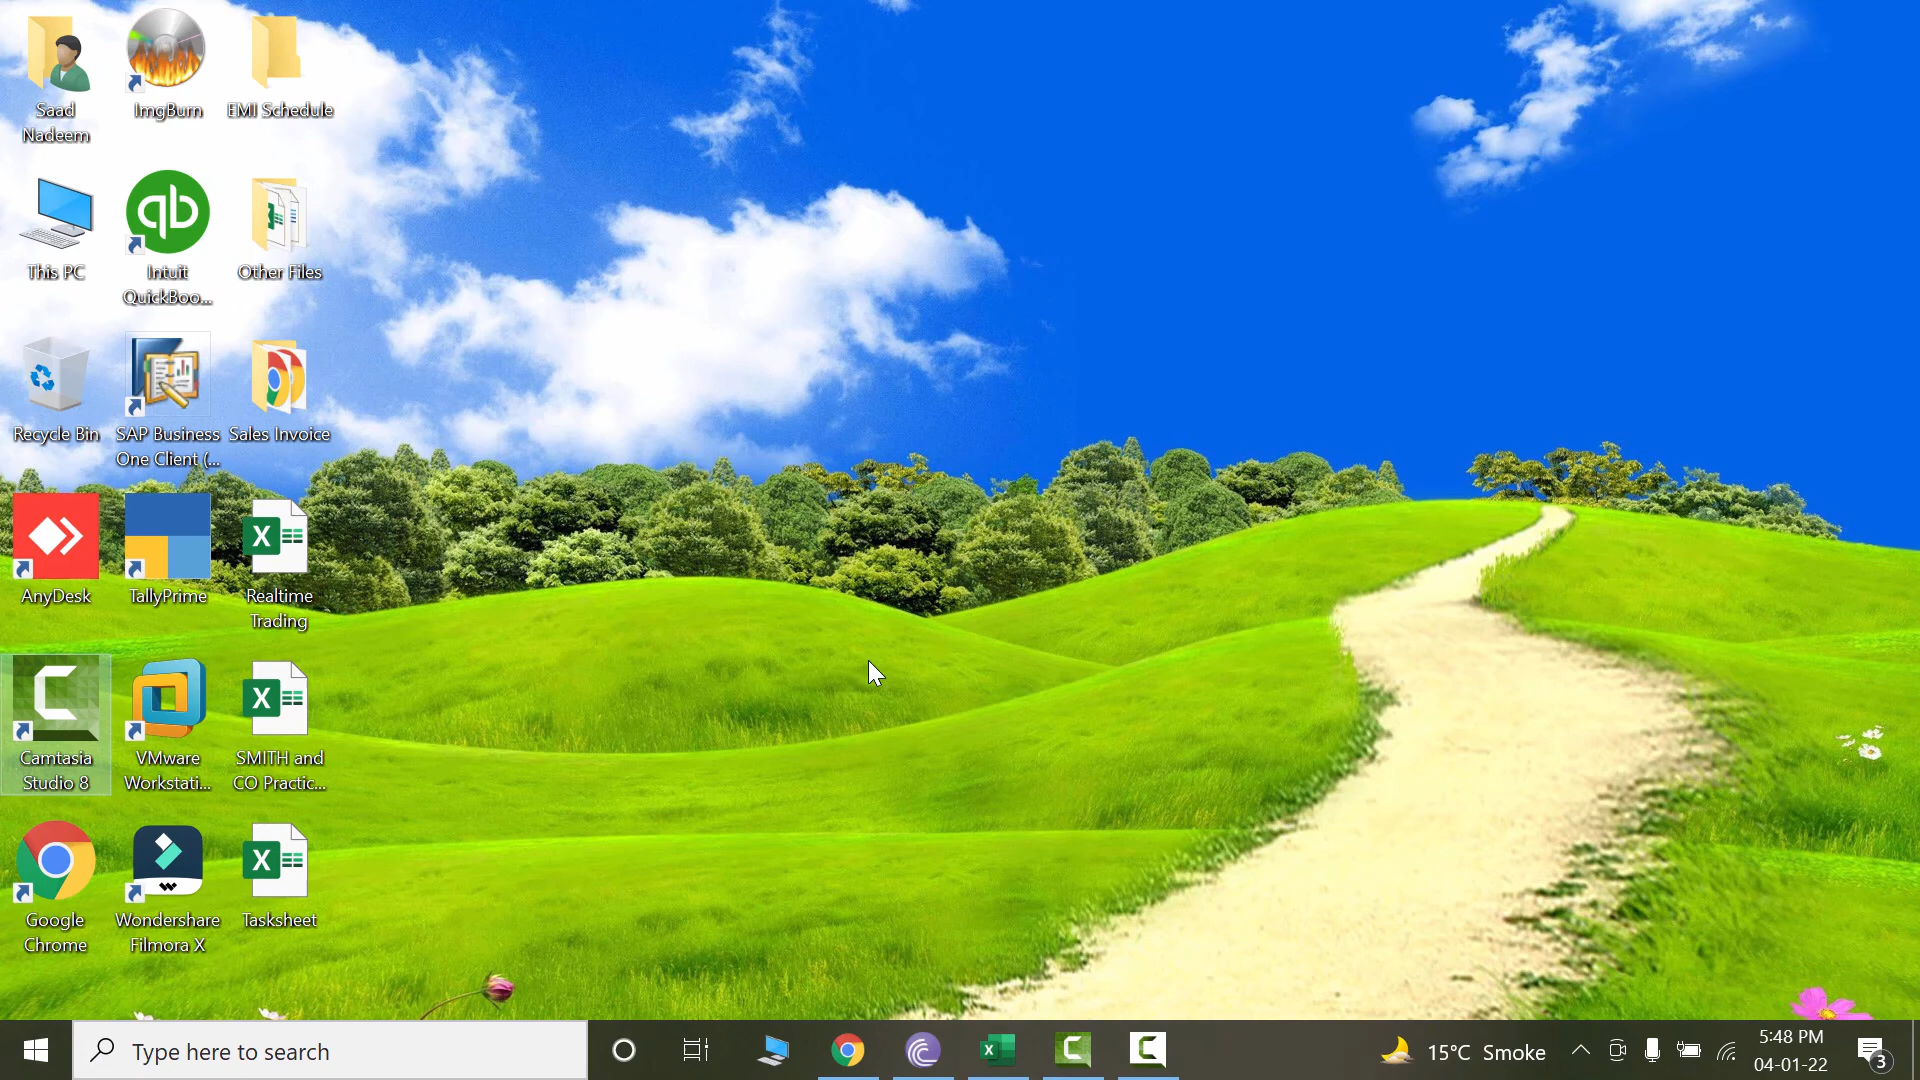 Saad
Nadeem
ImgBurn
EMI Schedule
This PC
qb
Intuit
QuickBoo...
Other Files
Recycle Bin
SAP Business
One Client (...
Sales Invoice
AnyDesk
TallyPrime
X
Realtime
Trading
Camtasia
Studio 8
VMware
Workstati...
X
SMITH and
CO Practic...
Google
Chrome
Wondershare
Filmora X
X
Tasksheet
Type here to search
X
15°C Smoke
5:48 PM
04-01-22
3